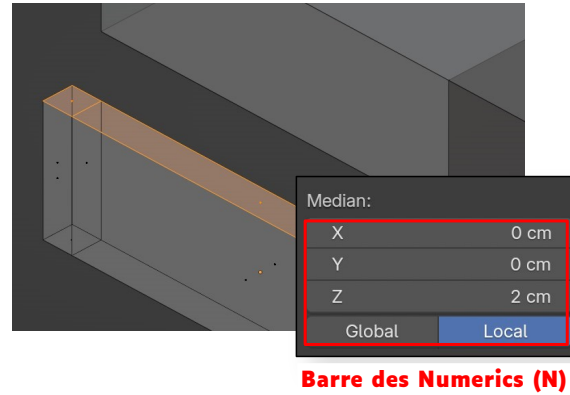 Median:
X 0 cm
Y 0 cm
Z 2 cm
Global Local
Barre des Numerics (N)